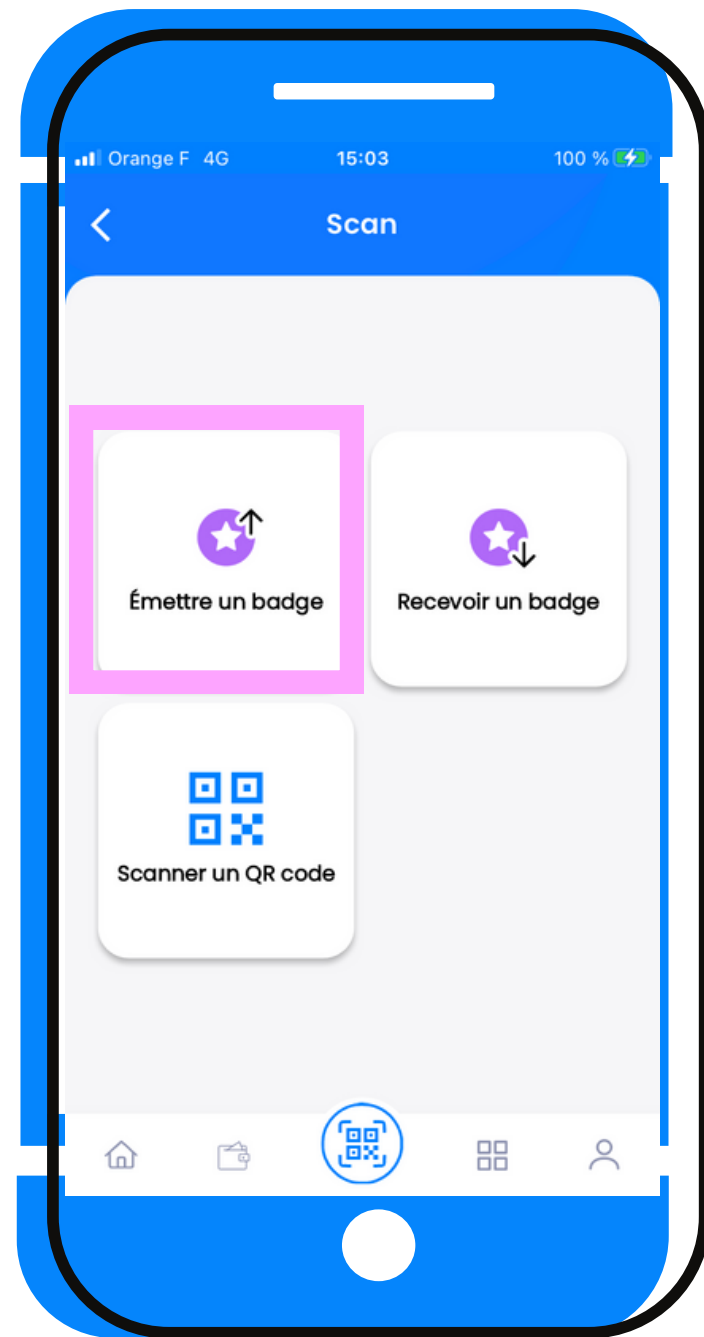 Orange F 4G 15:03 100 %
Scan
Émettre un badge Recevoir un badge
Scanner un QR code